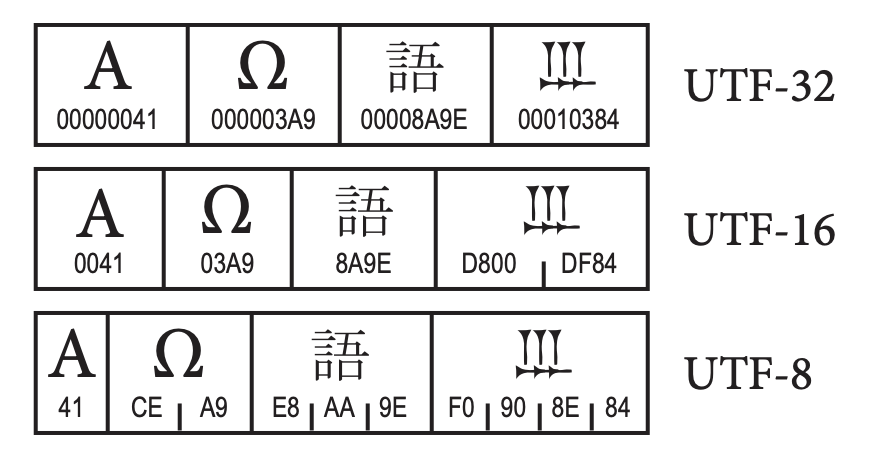 A Ω 語 𐎄 UTF-32
00000041 000003A9 00008A9E 00010384
A Ω 語 𐎄 UTF-16
0041 03A9 8A9E D800 DF84
A Ω 語 𐎄 UTF-8
41 CE A9 E8 AA 9E F0 90 8E 84